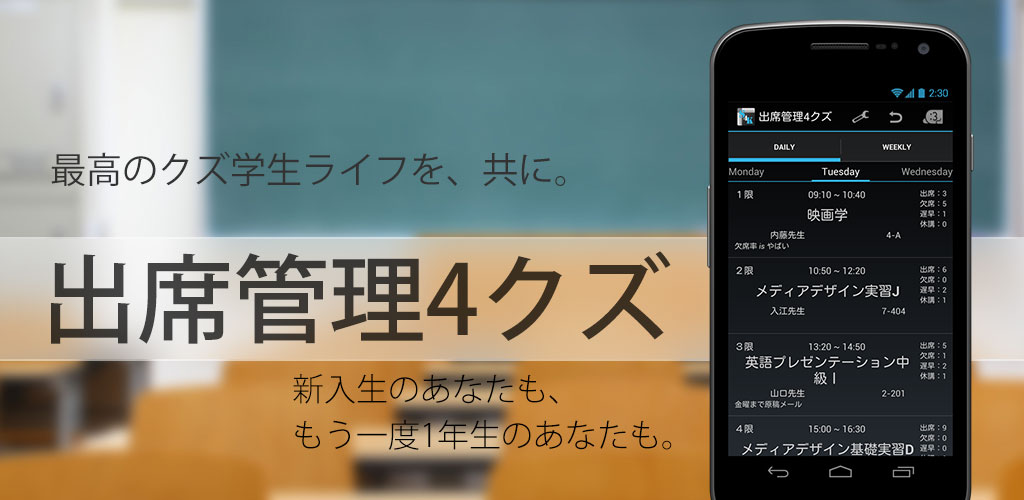 最高のクズ学生ライフを、共に。
出席管理4クズ
新入生のあなたも、
もう一度1年生のあなたも。
2:30
出席管理4クズ
DAILY
WEEKLY
Monday
Tuesday
Wednesday
1限
09:10 ~ 10:40
出席:3
欠席:5
遅早:1
休講:0
映画学
内藤先生
4-A
欠席率 is やばい
2限
10:50 ~ 12:20
出席:6
欠席:0
遅早:2
休講:1
メディアデザイン実習J
入江先生
7-404
3限
13:20 ~ 14:50
出席:5
欠席:1
遅早:2
休講:1
英語プレゼンテーション中
級 I
山口先生
2-201
金曜まで原稿メール
4限
15:00 ~ 16:30
出席:9
欠席:0
遅早:0
メディアデザイン基礎実習D